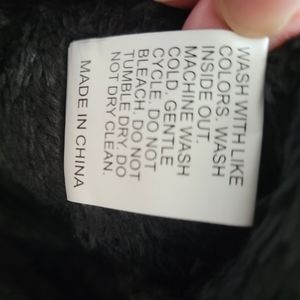 WASH WITH LIKE
COLORS. WASH
INSIDE OUT.
MACHINE WASH
COLD, GENTLE
CYCLE. DO NOT
BLEACH. DO NOT
TUMBLE DRY. DO
NOT DRY CLEAN.
MADE IN CHINA